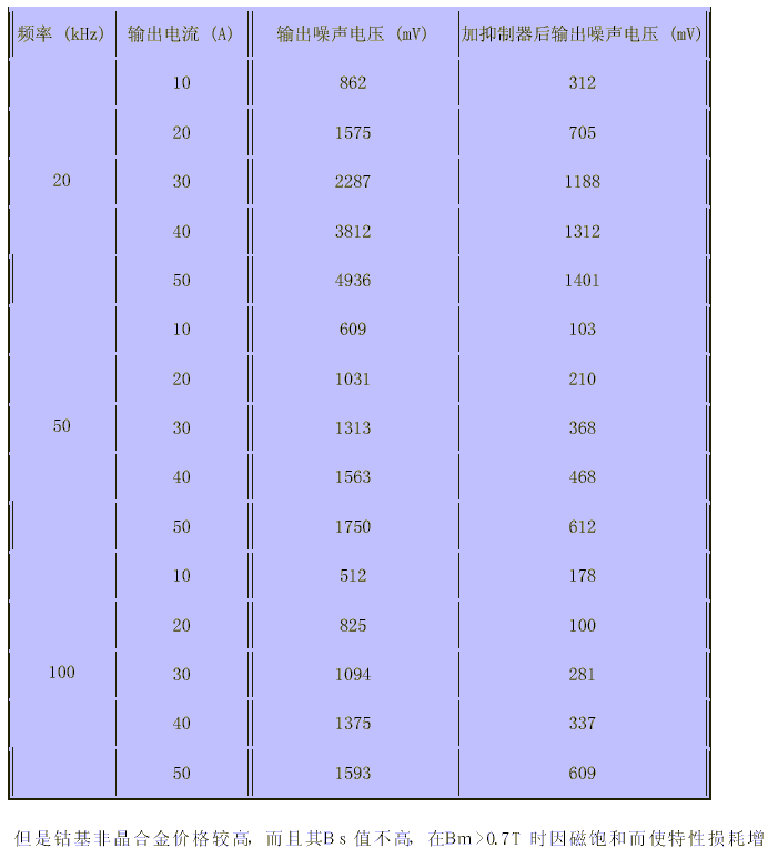 频率 (kHz) 输出电流 (A) 输出噪声电压 (mV) 加抑制器后输出噪声电压 (mV)
10 862 312
20 1575 705
20 30 2287 1188
40 3812 1312
50 4936 1401
10 609 103
20 1031 210
50 30 1313 368
40 1563 468
50 1750 612
10 512 178
20 825 100
100 30 1094 281
40 1375 337
50 1593 609
但是钴基非晶合金价格较高, 而且其Bs值不高, 在Bm>0.7T 时因磁饱和而使特性损耗增